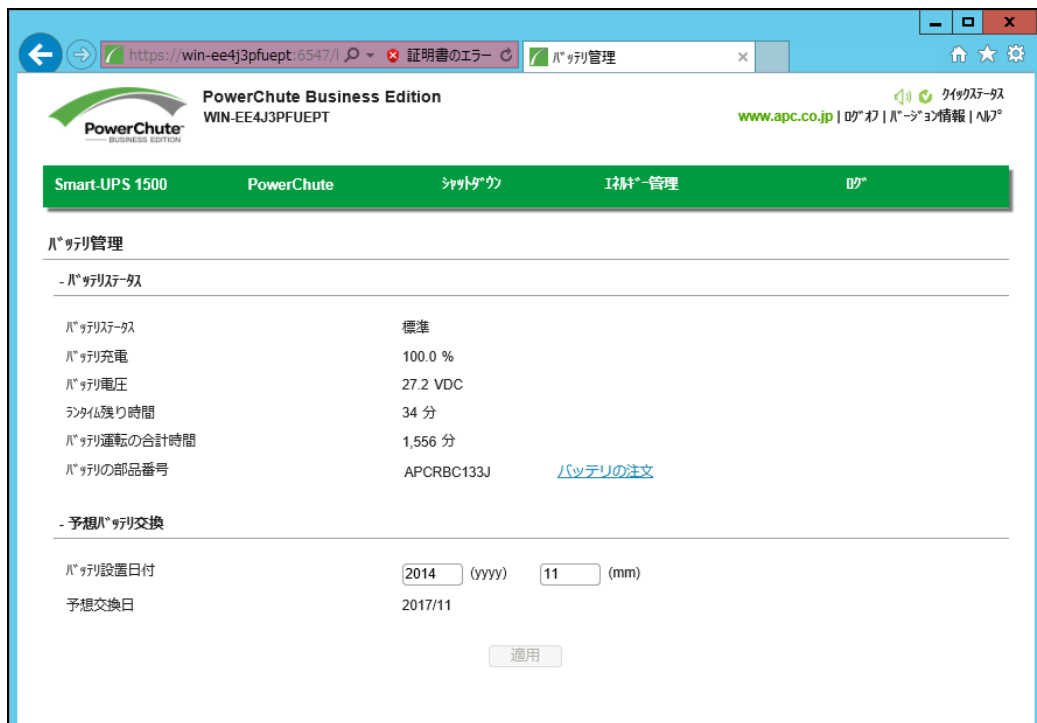 https://win-ee4j3pfuept:6547/l 証明書のエラー ﾊﾞｯﾃﾘ管理
PowerChute Business Edition
WIN-EE4J3PFUEPT
ｸｲｯｸｽﾃｰﾀｽ
www.apc.co.jp | ﾛｸﾞｵﾌ | ﾊﾞｰｼﾞｮﾝ情報 | ﾍﾙﾌﾟ
PowerChute
BUSINESS EDITION
Smart-UPS 1500 PowerChute ｼｬｯﾄﾀﾞｳﾝ ｴﾈﾙｷﾞｰ管理 ﾛｸﾞ
ﾊﾞｯﾃﾘ管理
- ﾊﾞｯﾃﾘｽﾃｰﾀｽ
ﾊﾞｯﾃﾘｽﾃｰﾀｽ 標準
ﾊﾞｯﾃﾘ充電 100.0 %
ﾊﾞｯﾃﾘ電圧 27.2 VDC
ﾗﾝﾀｲﾑ残り時間 34 分
ﾊﾞｯﾃﾘ運転の合計時間 1,556 分
ﾊﾞｯﾃﾘの部品番号 APCRBC133J バッテリの注文
- 予想ﾊﾞｯﾃﾘ交換
ﾊﾞｯﾃﾘ設置日付 2014 (yyyy) 11 (mm)
予想交換日 2017/11
適用